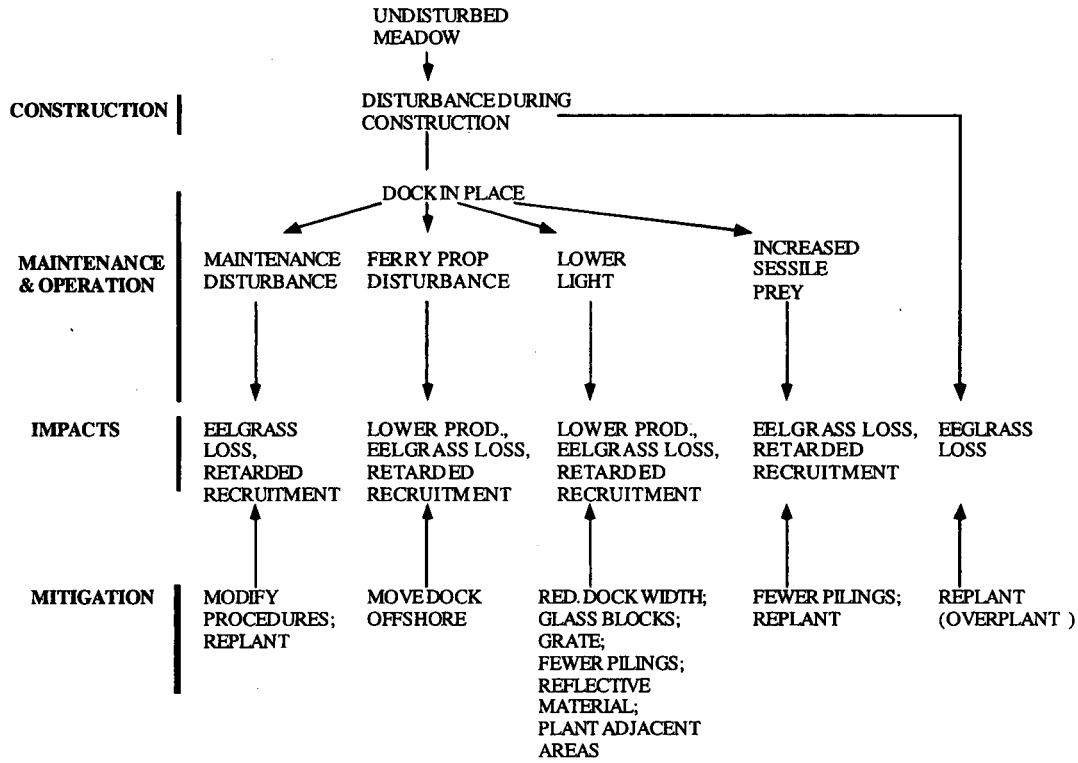 UNDISTURBED
MEADOW
CONSTRUCTION
DISTURBANCE DURING
CONSTRUCTION
DOCK IN PLACE
MAINTENANCE
& OPERATION
MAINTENANCE
DISTURBANCE
FERRY PROP
DISTURBANCE
LOWER
LIGHT
INCREASED
SESSILE
PREY
IMPACTS
EELGRASS
LOSS,
RETARDED
RECRUITMENT
LOWER PROD.,
EELGRASS LOSS,
RETARDED
RECRUITMENT
LOWER PROD.,
EELGRASS LOSS,
RETARDED
RECRUITMENT
EELGRASS LOSS,
RETARDED
RECRUITMENT
EEGLRASS
LOSS
MITIGATION
MODIFY
PROCEDURES;
REPLANT
MOVE DOCK
OFFSHORE
RED. DOCK WIDTH;
GLASS BLOCKS;
GRATE;
FEWER PILINGS;
REFLECTIVE
MATERIAL;
PLANT ADJACENT
AREAS
FEWER PILINGS;
REPLANT
REPLANT
(OVERPLANT )